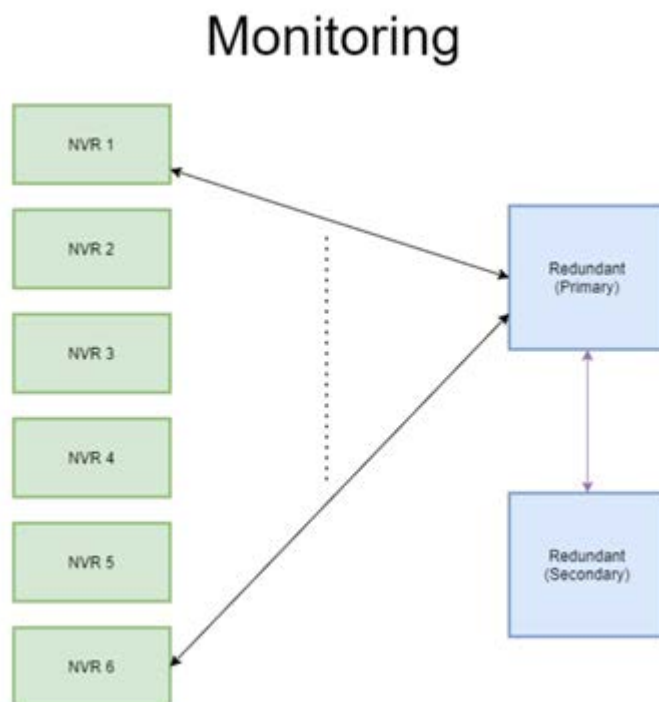 Monitoring
NVR 1
NVR 2
NVR 3
NVR 4
NVR 5
NVR 6
Redundant
(Primary)
Redundant
(Secondary)